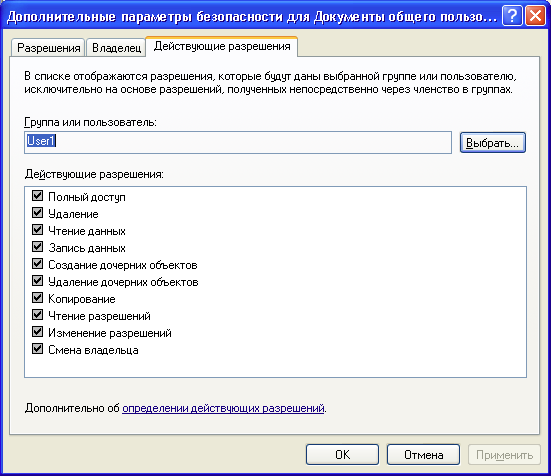 Дополнительные параметры безопасности для Документы общего пользо...
Разрешения Владелец Действующие разрешения
В списке отображаются разрешения, которые будут даны выбранной группе или пользователю,
исключительно на основе разрешений, полученных непосредственно через членство в группах.
Группа или пользователь:
User1
Выбрать...
Действующие разрешения:
Полный доступ
Удаление
Чтение данных
Запись данных
Создание дочерних объектов
Удаление дочерних объектов
Копирование
Чтение разрешений
Изменение разрешений
Смена владельца
Дополнительно об определении действующих разрешений.
OK Отмена Применить